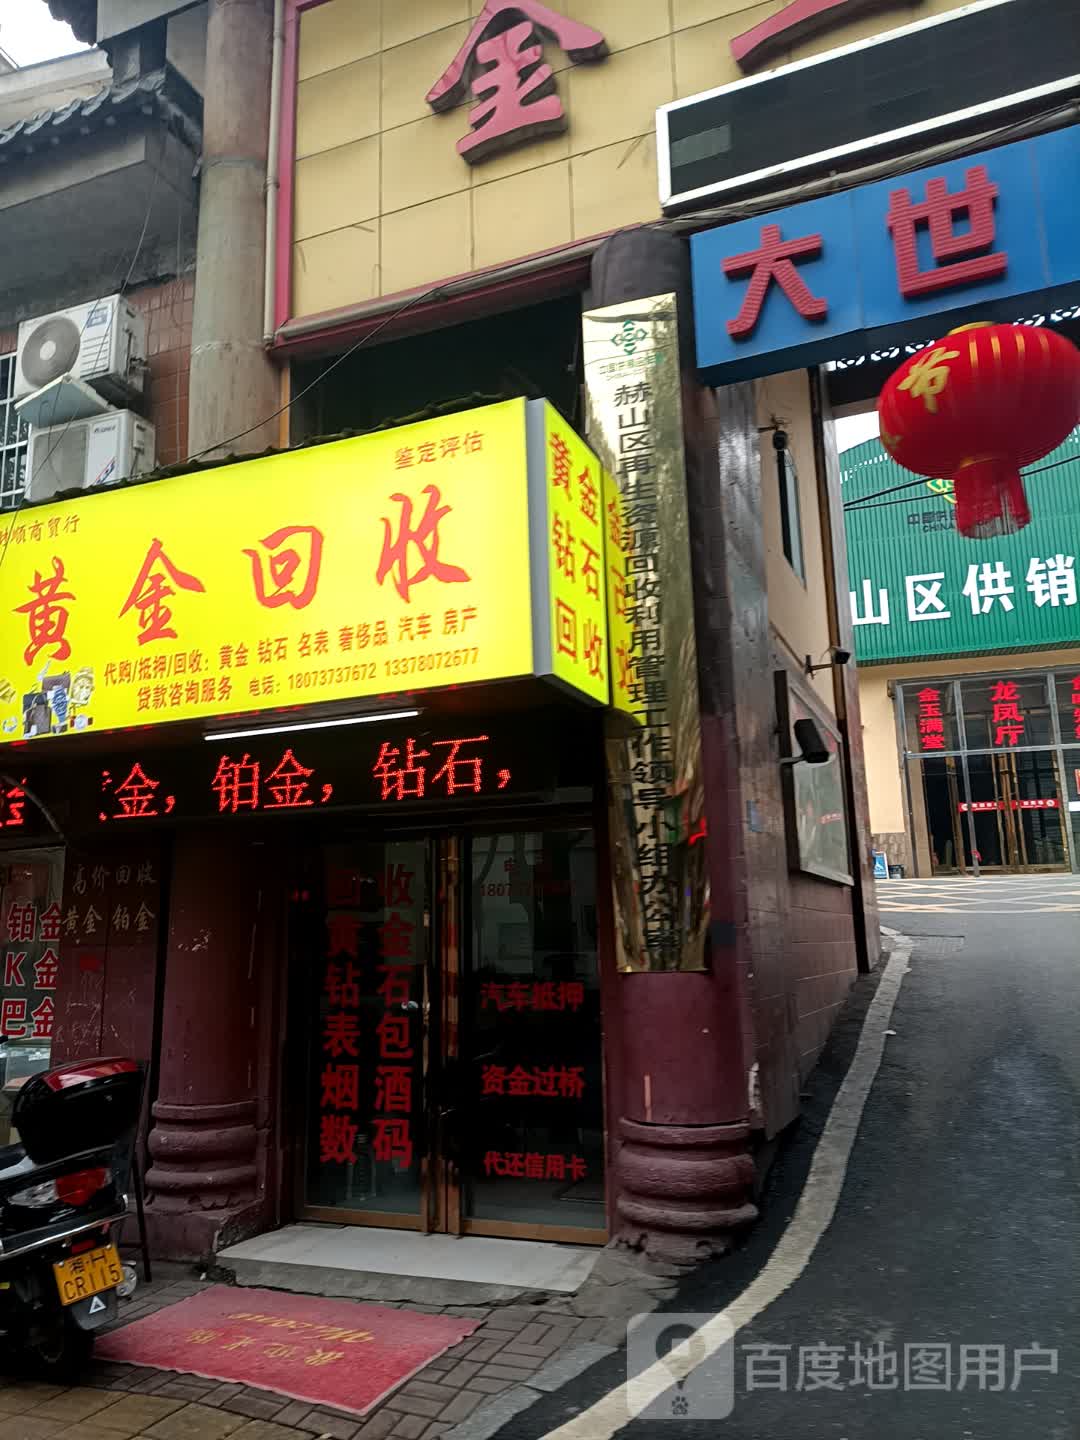 金
大世
节
鉴定评估
顺商贸行
黄金回收
代购/抵押/回收：黄金 钻石 名表 奢侈品 汽车 房产
贷款咨询服务 电话：18073737672 13378072677
黄金
钻石
回收
金，铂金，钻石，
赫山区再生资源回收利用管理工作领导小组办公室
山区供销
CHINA
金玉满堂
龙凤厅
高价回收
黄金 铂金
铂金
K金
巴金
收金石包酒码
黄钻表烟数
汽车抵押
资金过桥
代还信用卡
湘·H
CR115
欢迎光临
Welcome
百度地图用户